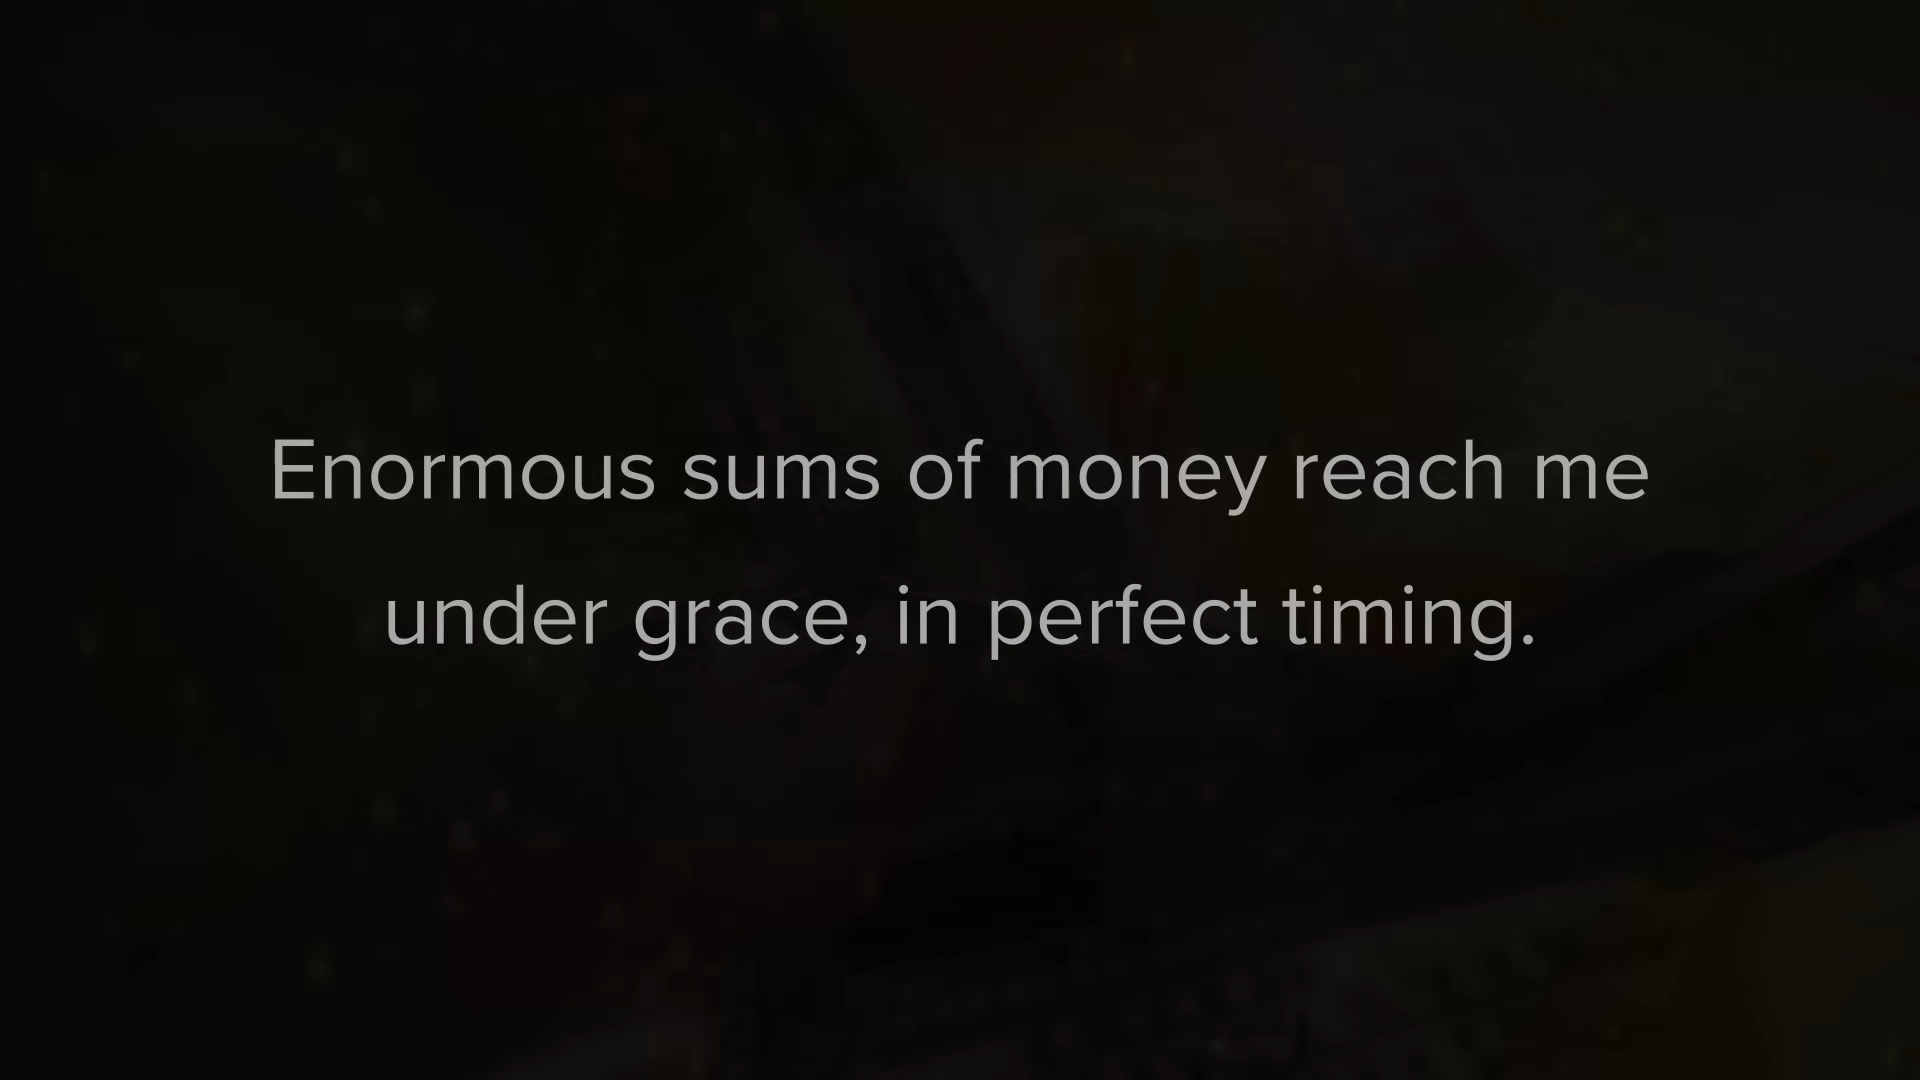 Enormous sums of money reach me
under grace, in perfect timing.